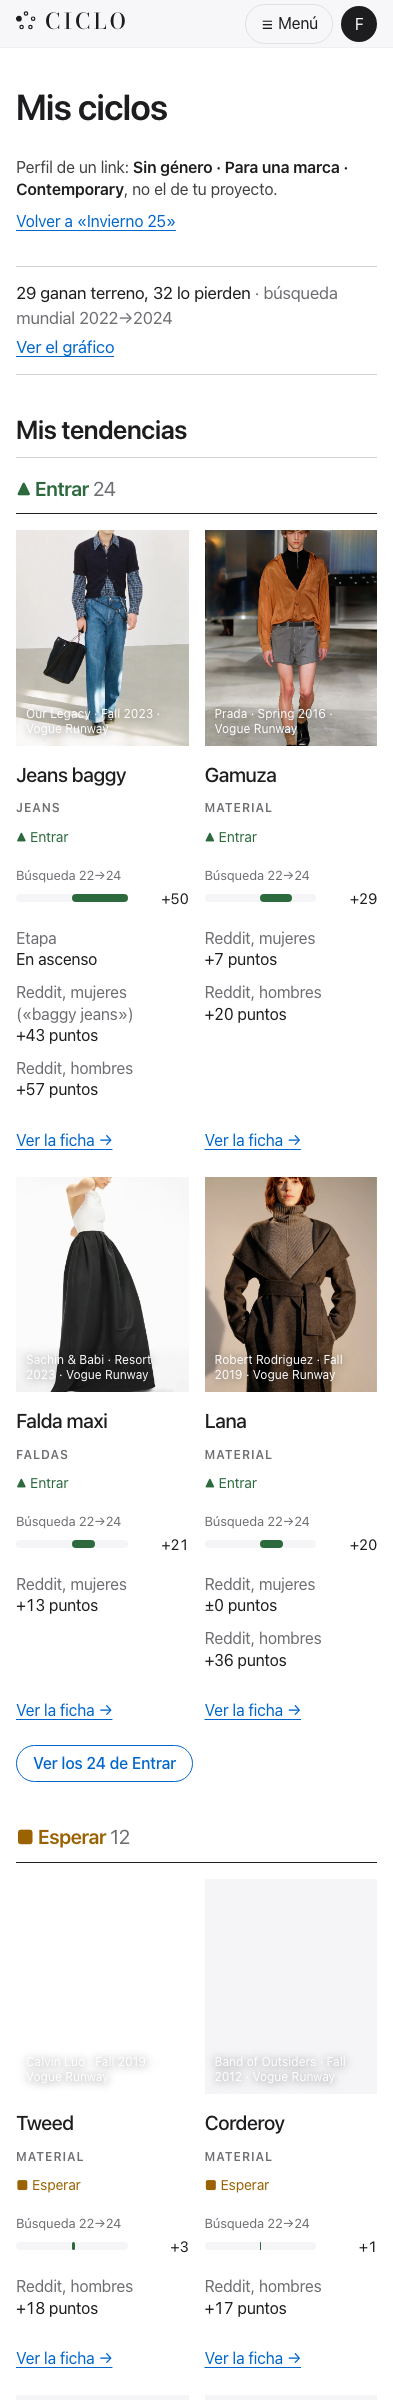 CICLO
≡ Menú
F
Mis ciclos
Perfil de un link: Sin género · Para una marca ·
Contemporary, no el de tu proyecto.
Volver a «Invierno 25»
29 ganan terreno, 32 lo pierden · búsqueda
mundial 2022→2024
Ver el gráfico
Mis tendencias
▲ Entrar 24
Our Legacy · Fall 2023 ·
Vogue Runway
Jeans baggy
JEANS
▲ Entrar
Búsqueda 22→24
+50
Etapa
En ascenso
Reddit, mujeres
(«baggy jeans»)
+43 puntos
Reddit, hombres
+57 puntos
Ver la ficha →
Prada · Spring 2016 ·
Vogue Runway
Gamuza
MATERIAL
▲ Entrar
Búsqueda 22→24
+29
Reddit, mujeres
+7 puntos
Reddit, hombres
+20 puntos
Ver la ficha →
Sachin & Babi · Resort
2023 · Vogue Runway
Falda maxi
FALDAS
▲ Entrar
Búsqueda 22→24
+21
Reddit, mujeres
+13 puntos
Ver la ficha →
Robert Rodriguez · Fall
2019 · Vogue Runway
Lana
MATERIAL
▲ Entrar
Búsqueda 22→24
+20
Reddit, mujeres
±0 puntos
Reddit, hombres
+36 puntos
Ver la ficha →
Ver los 24 de Entrar
■ Esperar 12
Calvin Luo · Fall 2019 ·
Vogue Runway
Tweed
MATERIAL
■ Esperar
Búsqueda 22→24
+3
Reddit, hombres
+18 puntos
Ver la ficha →
Band of Outsiders · Fall
2012 · Vogue Runway
Corderoy
MATERIAL
■ Esperar
Búsqueda 22→24
+1
Reddit, hombres
+17 puntos
Ver la ficha →